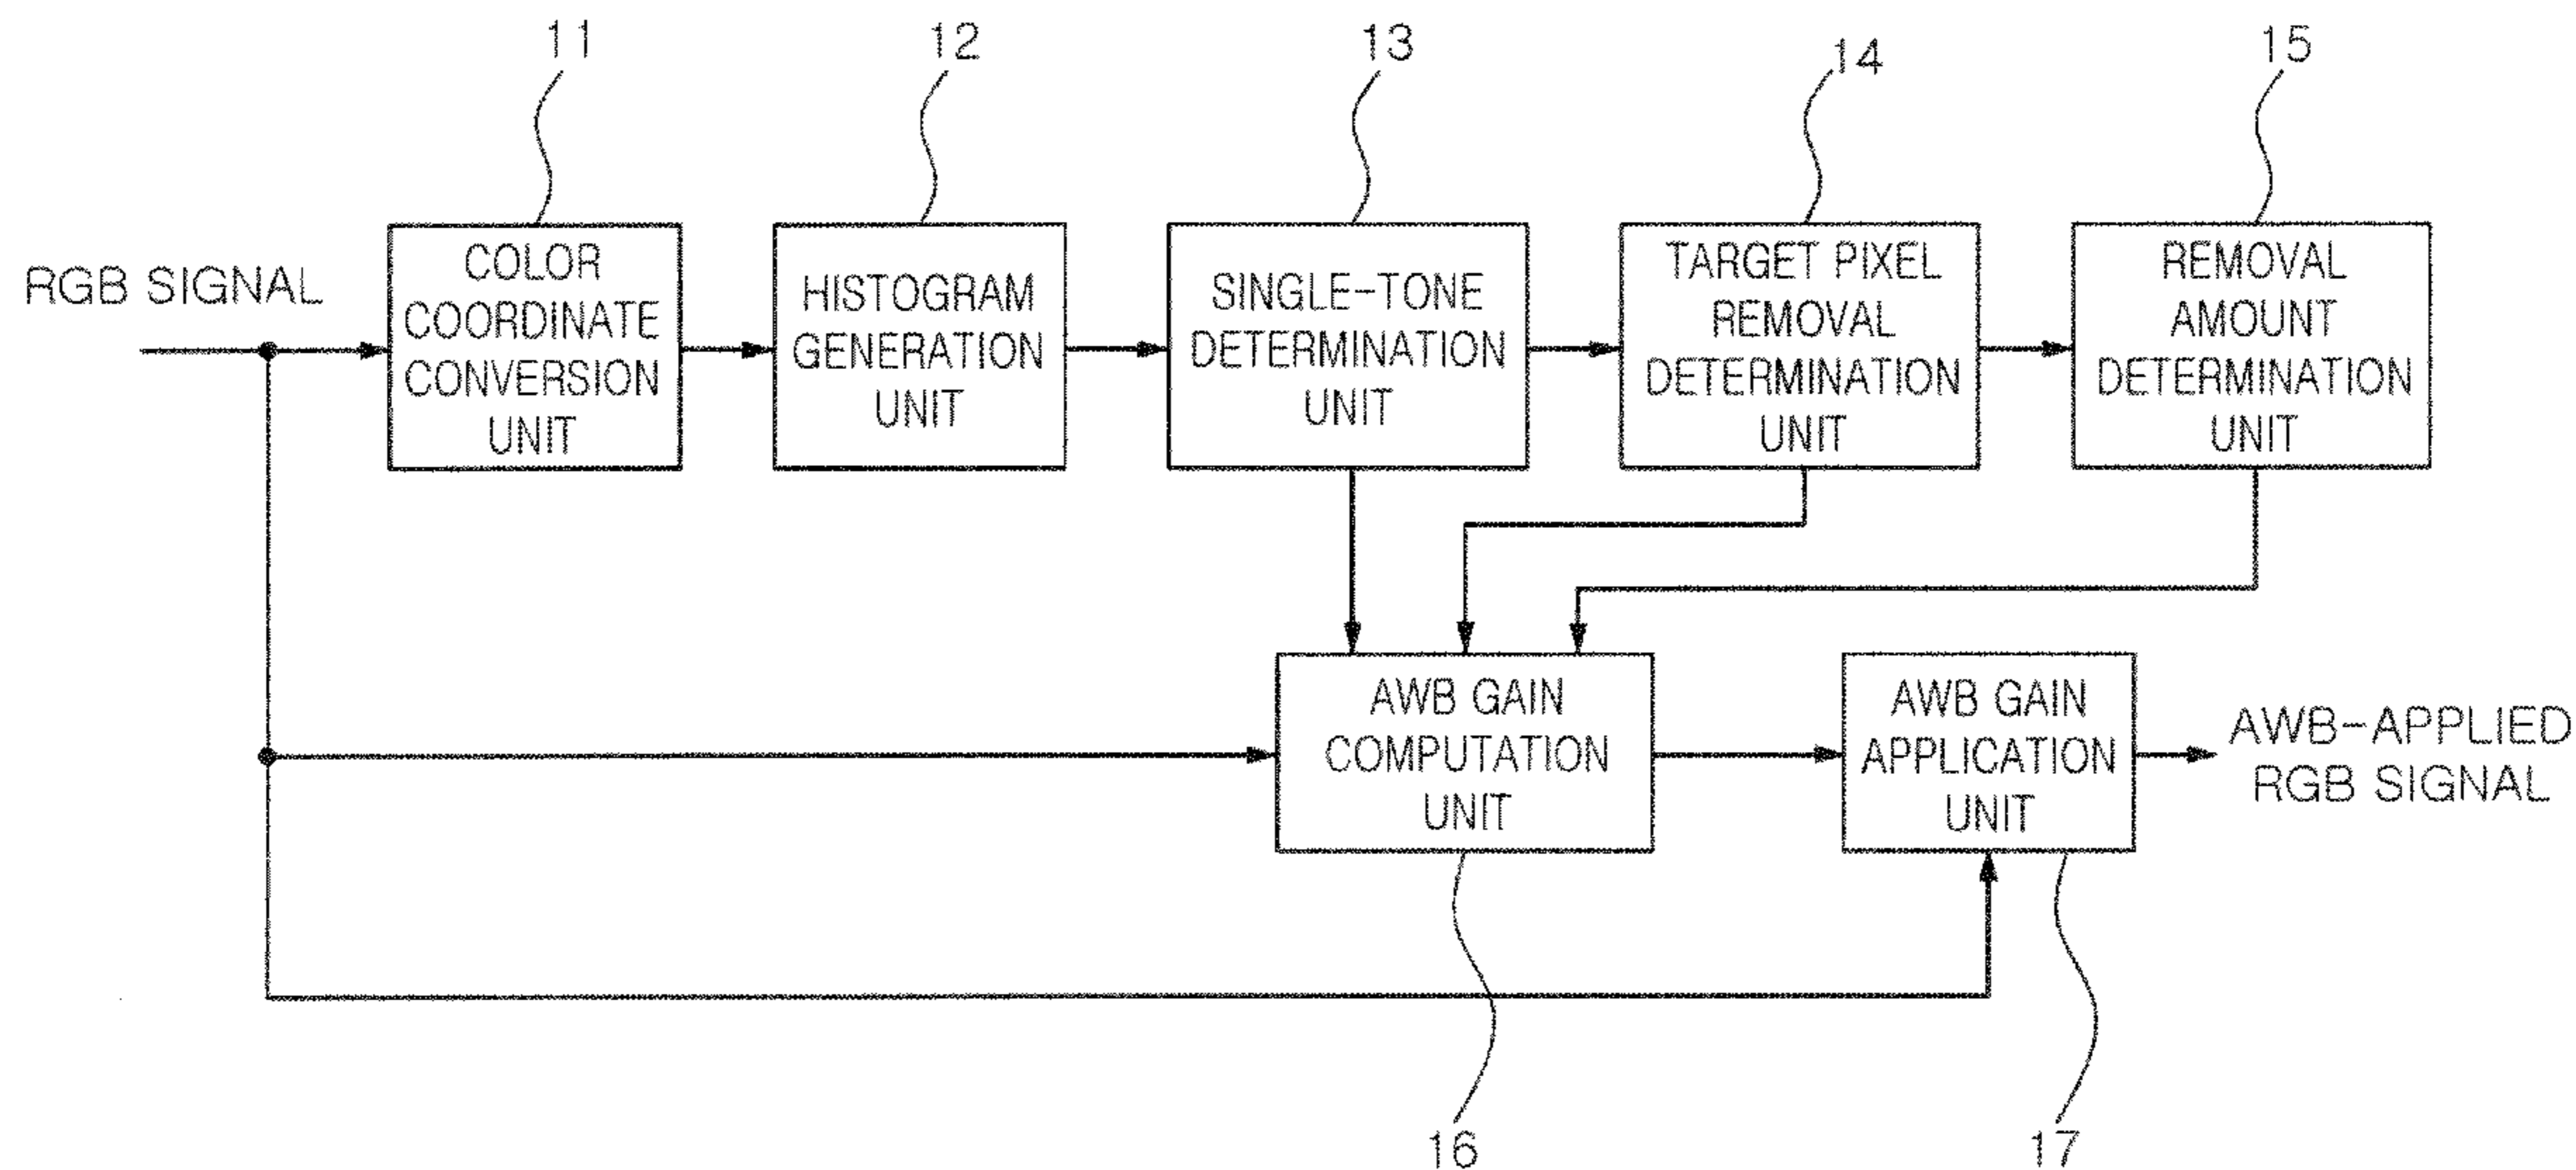 11
12
13
14
15
RGB SIGNAL
COLOR
COORDINATE
CONVERSION
UNIT
HISTOGRAM
GENERATION
UNIT
SINGLE-TONE
DETERMINATION
UNIT
TARGET PIXEL
REMOVAL
DETERMINATION
UNIT
REMOVAL
AMOUNT
DETERMINATION
UNIT
AWB GAIN
COMPUTATION
UNIT
AWB GAIN
APPLICATION
UNIT
AWB-APPLIED
RGB SIGNAL
16
17